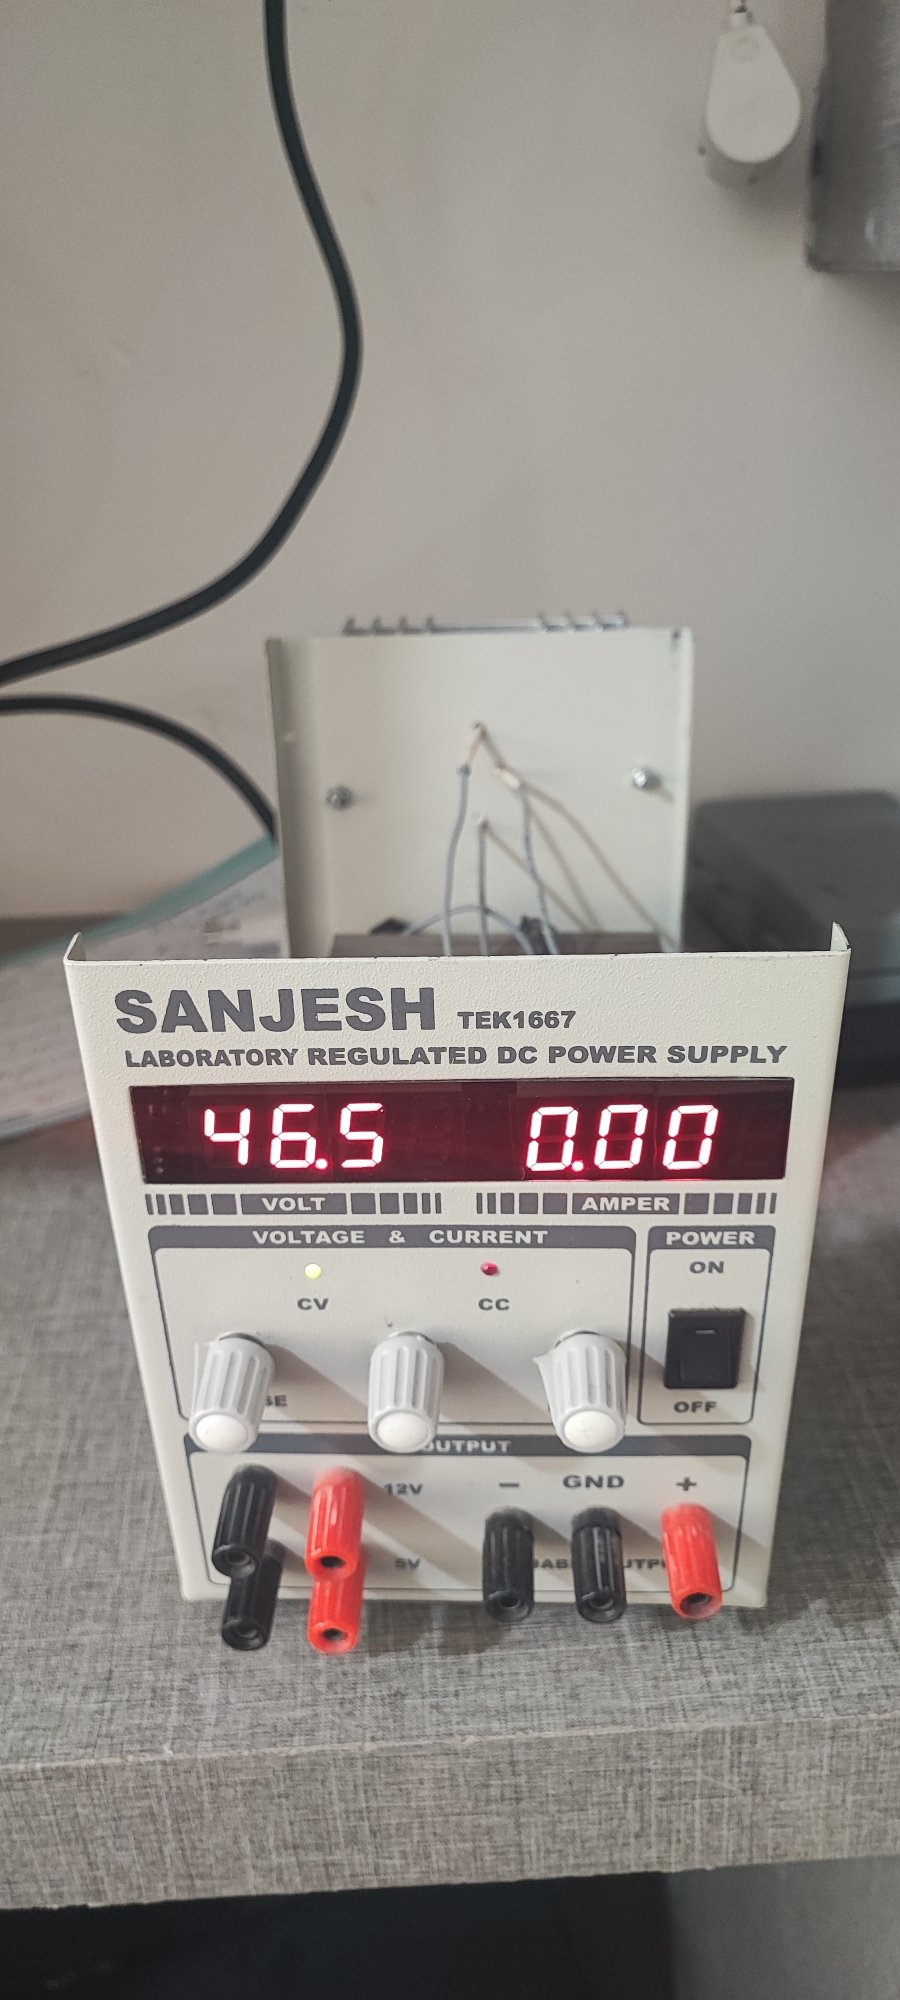 SANJESH TEK1667
LABORATORY REGULATED DC POWER SUPPLY
46.5 0.00
VOLT AMPER
VOLTAGE & CURRENT POWER
ON
CV CC
OFF
OUTPUT
12V - GND +
5V